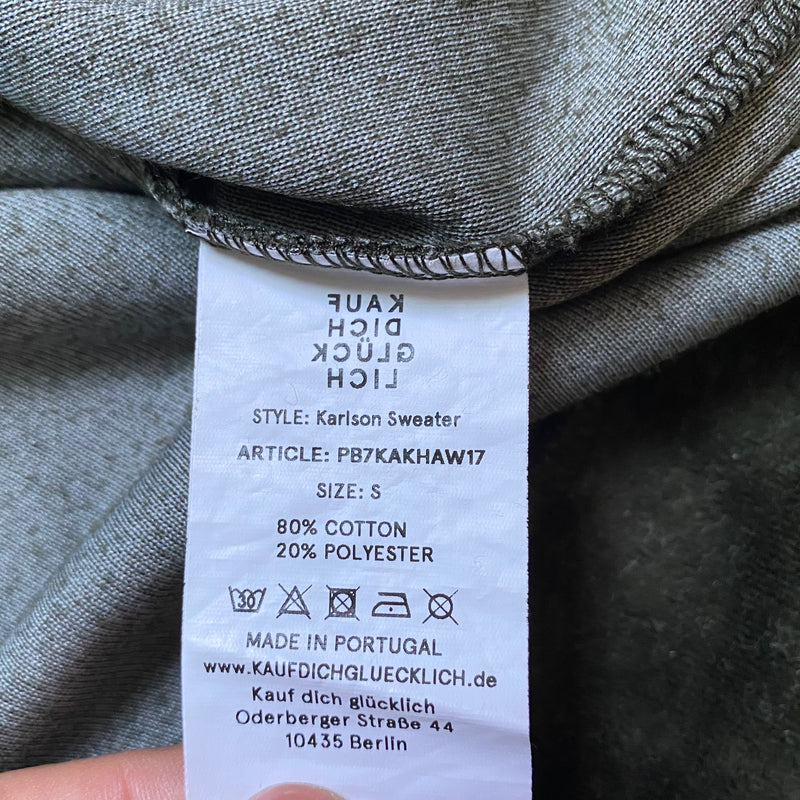 KAUF
DICH
GLÜCK
LICH
STYLE: Karlson Sweater
ARTICLE: PB7KAKHAW17
SIZE: S
80% COTTON
20% POLYESTER
30
MADE IN PORTUGAL
www.KAUFDICHGLUECKLICH.de
Kauf dich glücklich
Oderberger Straße 44
10435 Berlin